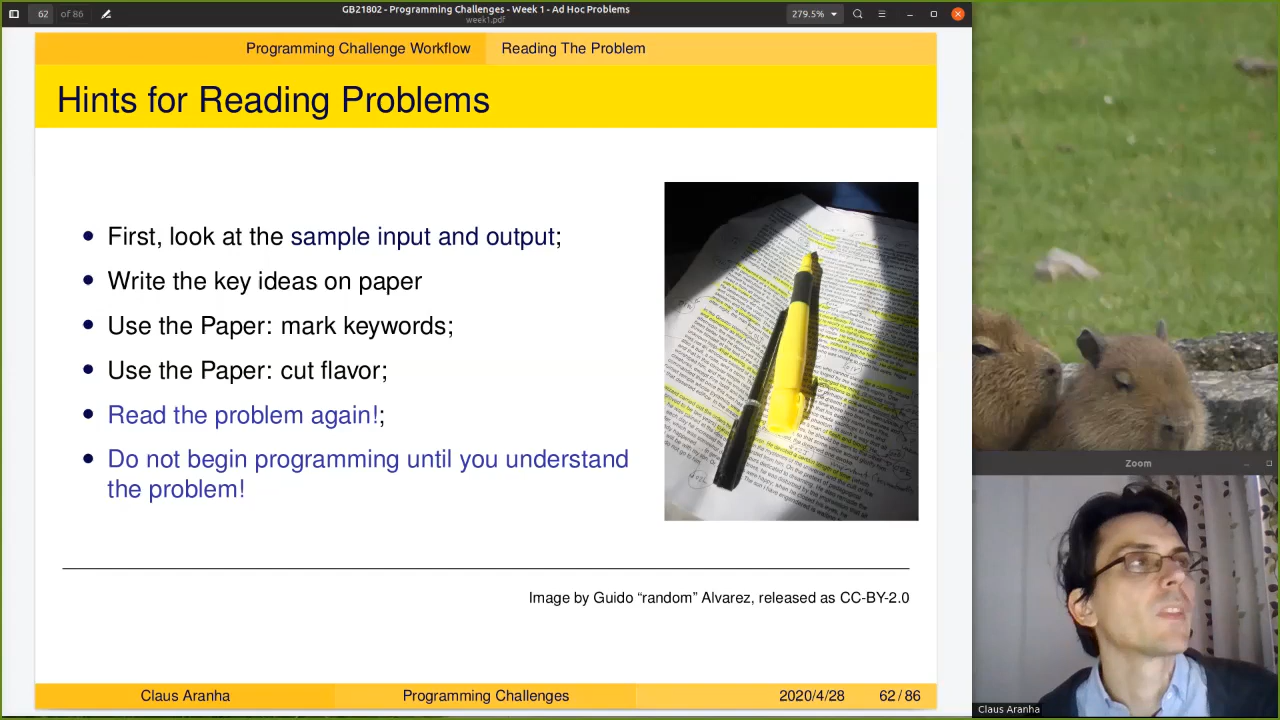 62 of 86
GB21802 - Programming Challenges - Week 1 - Ad Hoc Problems
week1.pdf
279.5%
Programming Challenge Workflow Reading The Problem
Hints for Reading Problems
First, look at the sample input and output;
Write the key ideas on paper
Use the Paper: mark keywords;
Use the Paper: cut flavor;
Read the problem again!;
Do not begin programming until you understand
the problem!
Image by Guido “random” Alvarez, released as CC-BY-2.0
Claus Aranha Programming Challenges 2020/4/28 62 / 86
Zoom
Claus Aranha